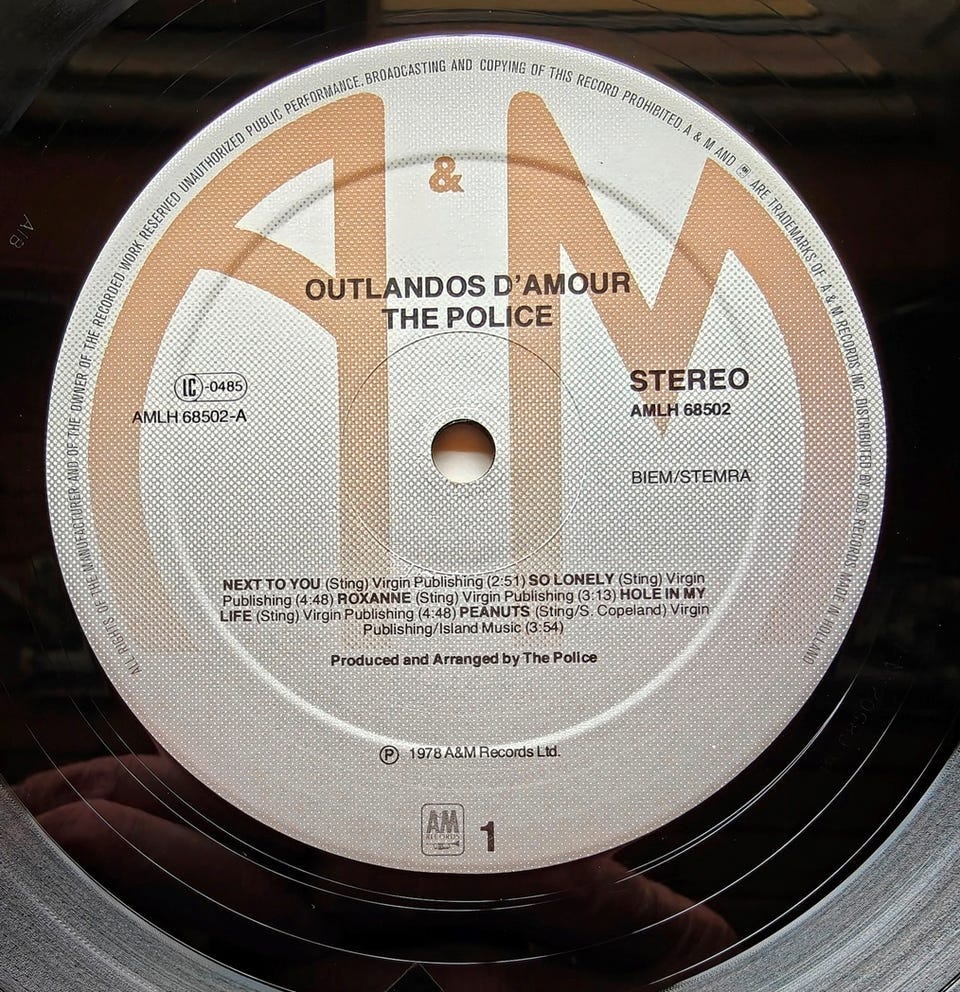 ALL RIGHTS OF THE MANUFACTURER AND OF THE OWNER OF THE RECORDED WORK RESERVED UNAUTHORIZED PUBLIC PERFORMANCE, BROADCASTING AND COPYING OF THIS RECORD PROHIBITED. A & M AND AM ARE TRADEMARKS OF A & M RECORDS INC. DISTRIBUTED BY CBS RECORDS MADE IN HOLLAND
A & M
OUTLANDOS D'AMOUR
THE POLICE
LC -0485
AMLH 68502-A
STEREO
AMLH 68502
BIEM/STEMRA
NEXT TO YOU (Sting) Virgin Publishing (2:51) SO LONELY (Sting) Virgin
Publishing (4:48) ROXANNE (Sting) Virgin Publishing (3:13) HOLE IN MY
LIFE (Sting) Virgin Publishing (4:48) PEANUTS (Sting/S. Copeland) Virgin
Publishing/Island Music (3:54)
Produced and Arranged by The Police
℗ 1978 A&M Records Ltd.
AM
RECORDS
1